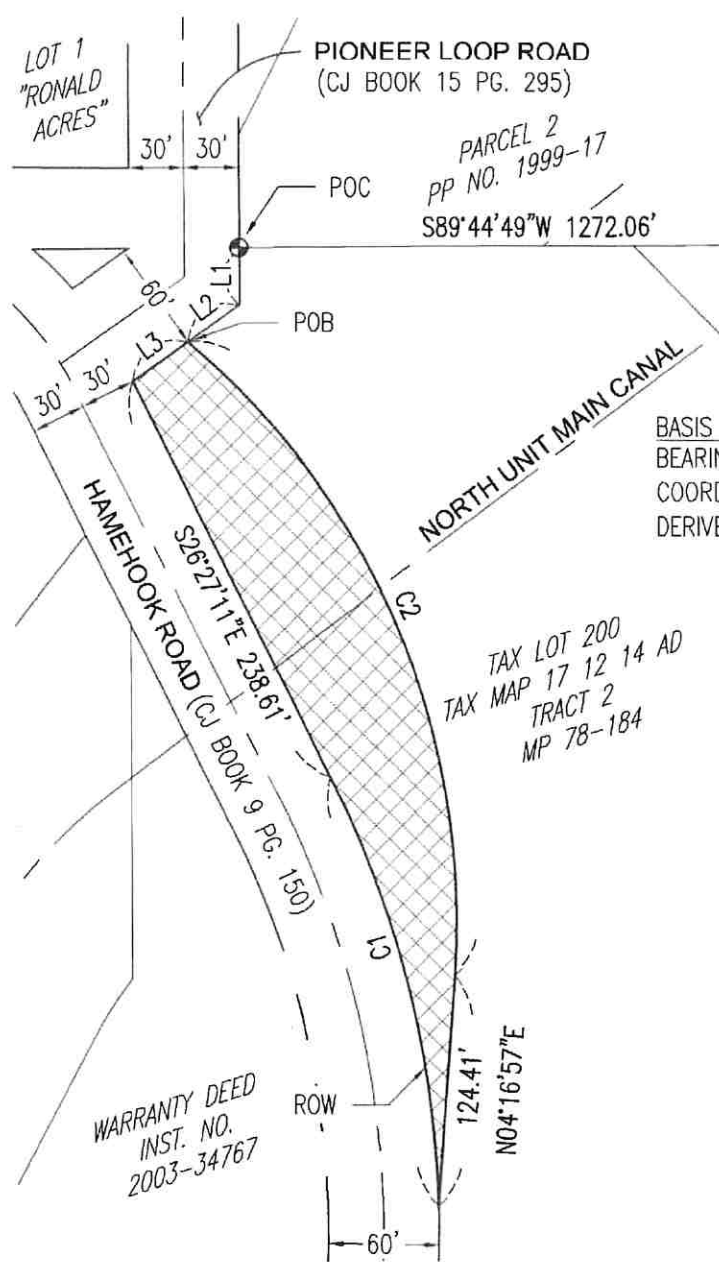 LOT 1
"RONALD
ACRES"
PIONEER LOOP ROAD
(CJ BOOK 15 PG. 295)
30'
30'
PARCEL 2
PP NO. 1999-17
POC
S89°44'49"W 1272.06'
L1
L2
60'
POB
L3
30'
30'
NORTH UNIT MAIN CANAL
BASIS
BEARIN
COORD
DERIVE
HAMEHOOK ROAD (CJ BOOK 9 PG. 150)
S26°27'11"E 238.61'
C2
TAX LOT 200
TAX MAP 17 12 14 AD
TRACT 2
MP 78-184
C1
124.41'
N04°16'57"E
ROW
WARRANTY DEED
INST. NO.
2003-34767
60'